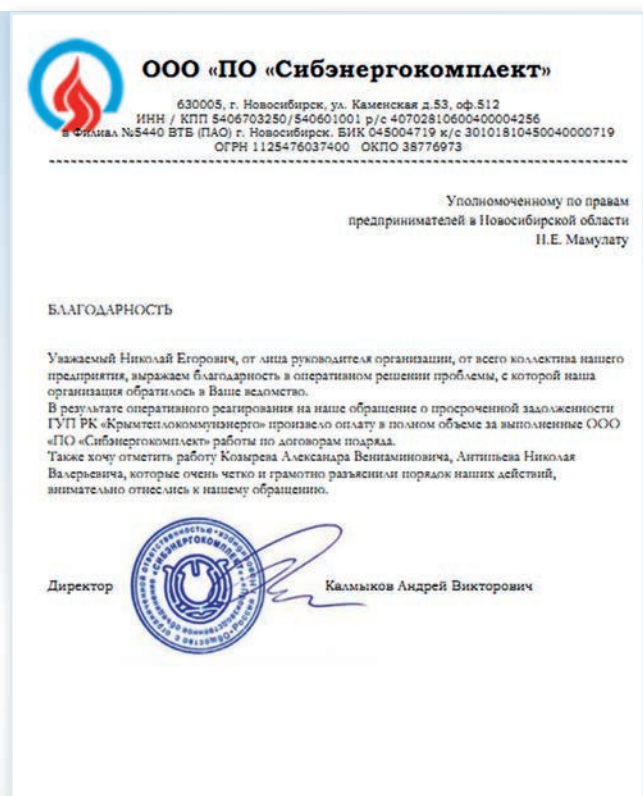 ООО «ПО «Сибэнергокомплект»
630005, г. Новосибирск, ул. Каменская д.53, оф.512
ИНН / КПП 5406703250/540601001 р/с 40702810600400004256
в Филиал №5440 ВТБ (ПАО) г. Новосибирск. БИК 045004719 к/с 30101810450040000719
ОГРН 1125476037400 ОКПО 38776973
Уполномоченному по правам
предпринимателей в Новосибирской области
Н.Е. Мамулату
БЛАГОДАРНОСТЬ
Уважаемый Николай Егорович, от лица руководителя организации, от всего коллектива нашего
предприятия, выражаем благодарность в оперативном решении проблемы, с которой наша
организация обратилось в Ваше ведомство.
В результате оперативного реагирования на наше обращение о просроченной задолженности
ГУП РК «Крымтеплокоммунэнерго» произвело оплату в полном объеме за выполненные ООО
«ПО «Сибэнергокомплект» работы по договорам подряда.
Также хочу отметить работу Козырева Александра Вениаминовича, Антипьева Николая
Валерьевича, которые очень четко и грамотно разъяснили порядок наших действий,
внимательно отнеслись к нашему обращению.
Директор
Калмыков Андрей Викторович
«СИБЭНЕРГОКОМПЛЕКТ»